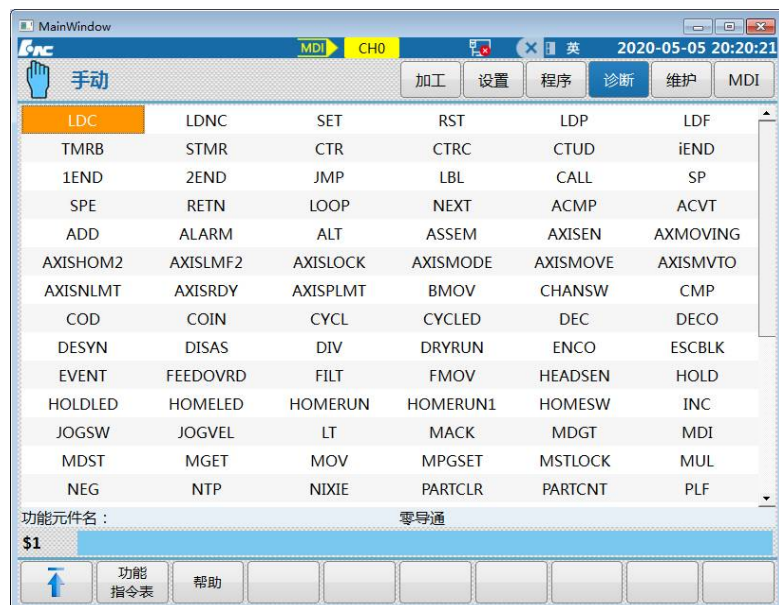 MainWindow
HNC MDI CH0 英 2020-05-05 20:20:21
手动 加工 设置 程序 诊断 维护 MDI
LDC LDNC SET RST LDP LDF
TMRB STMR CTR CTRC CTUD iEND
1END 2END JMP LBL CALL SP
SPE RETN LOOP NEXT ACMP ACVT
ADD ALARM ALT ASSEM AXISEN AXMOVING
AXISHOM2 AXISLMF2 AXISLOCK AXISMODE AXISMOVE AXISMVTO
AXISNLMT AXISRDY AXISPLMT BMOV CHANSW CMP
COD COIN CYCL CYCLED DEC DECO
DESYN DISAS DIV DRYRUN ENCO ESCBLK
EVENT FEEDOVRD FILT FMOV HEADSEN HOLD
HOLDLED HOMELED HOMERUN HOMERUN1 HOMESW INC
JOGSW JOGVEL LT MACK MDGT MDI
MDST MGET MOV MPGSET MSTLOCK MUL
NEG NTP NIXIE PARTCLR PARTCNT PLF
功能元件名： 零导通
$1
功能
指令表 帮助